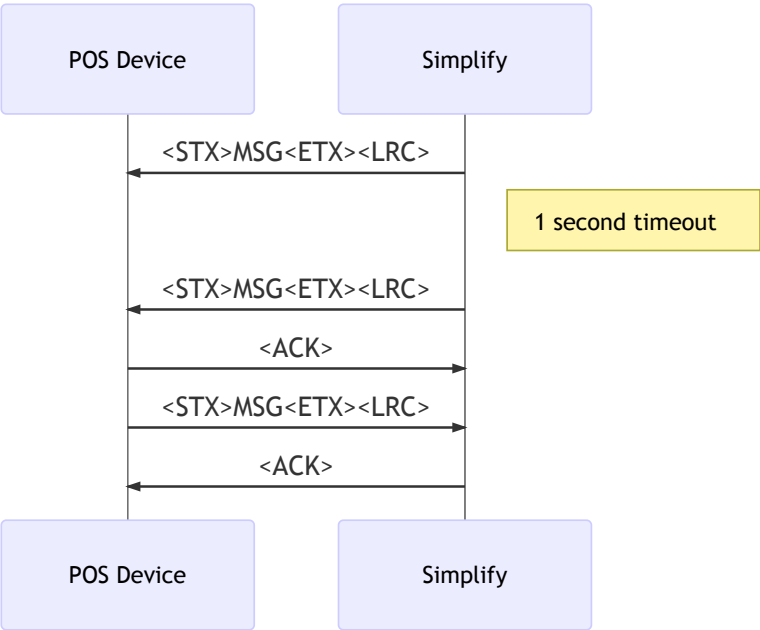 POS Device
Simplify
<STX>MSG<ETX><LRC>
1 second timeout
<STX>MSG<ETX><LRC>
<ACK>
<STX>MSG<ETX><LRC>
<ACK>
POS Device
Simplify